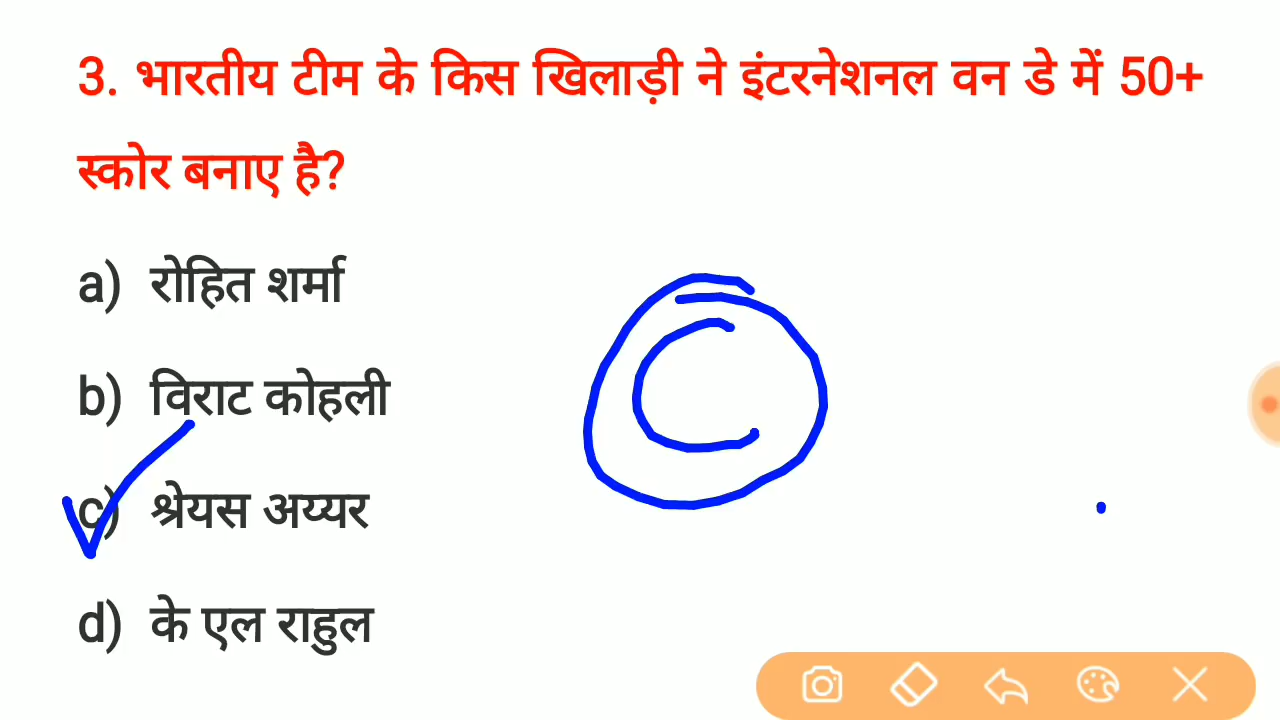 3. भारतीय टीम के किस खिलाड़ी ने इंटरनेशनल वन डे में 50+
स्कोर बनाए है?
a) रोहित शर्मा
b) विराट कोहली
c) श्रेयस अय्यर
C
d) के एल राहुल